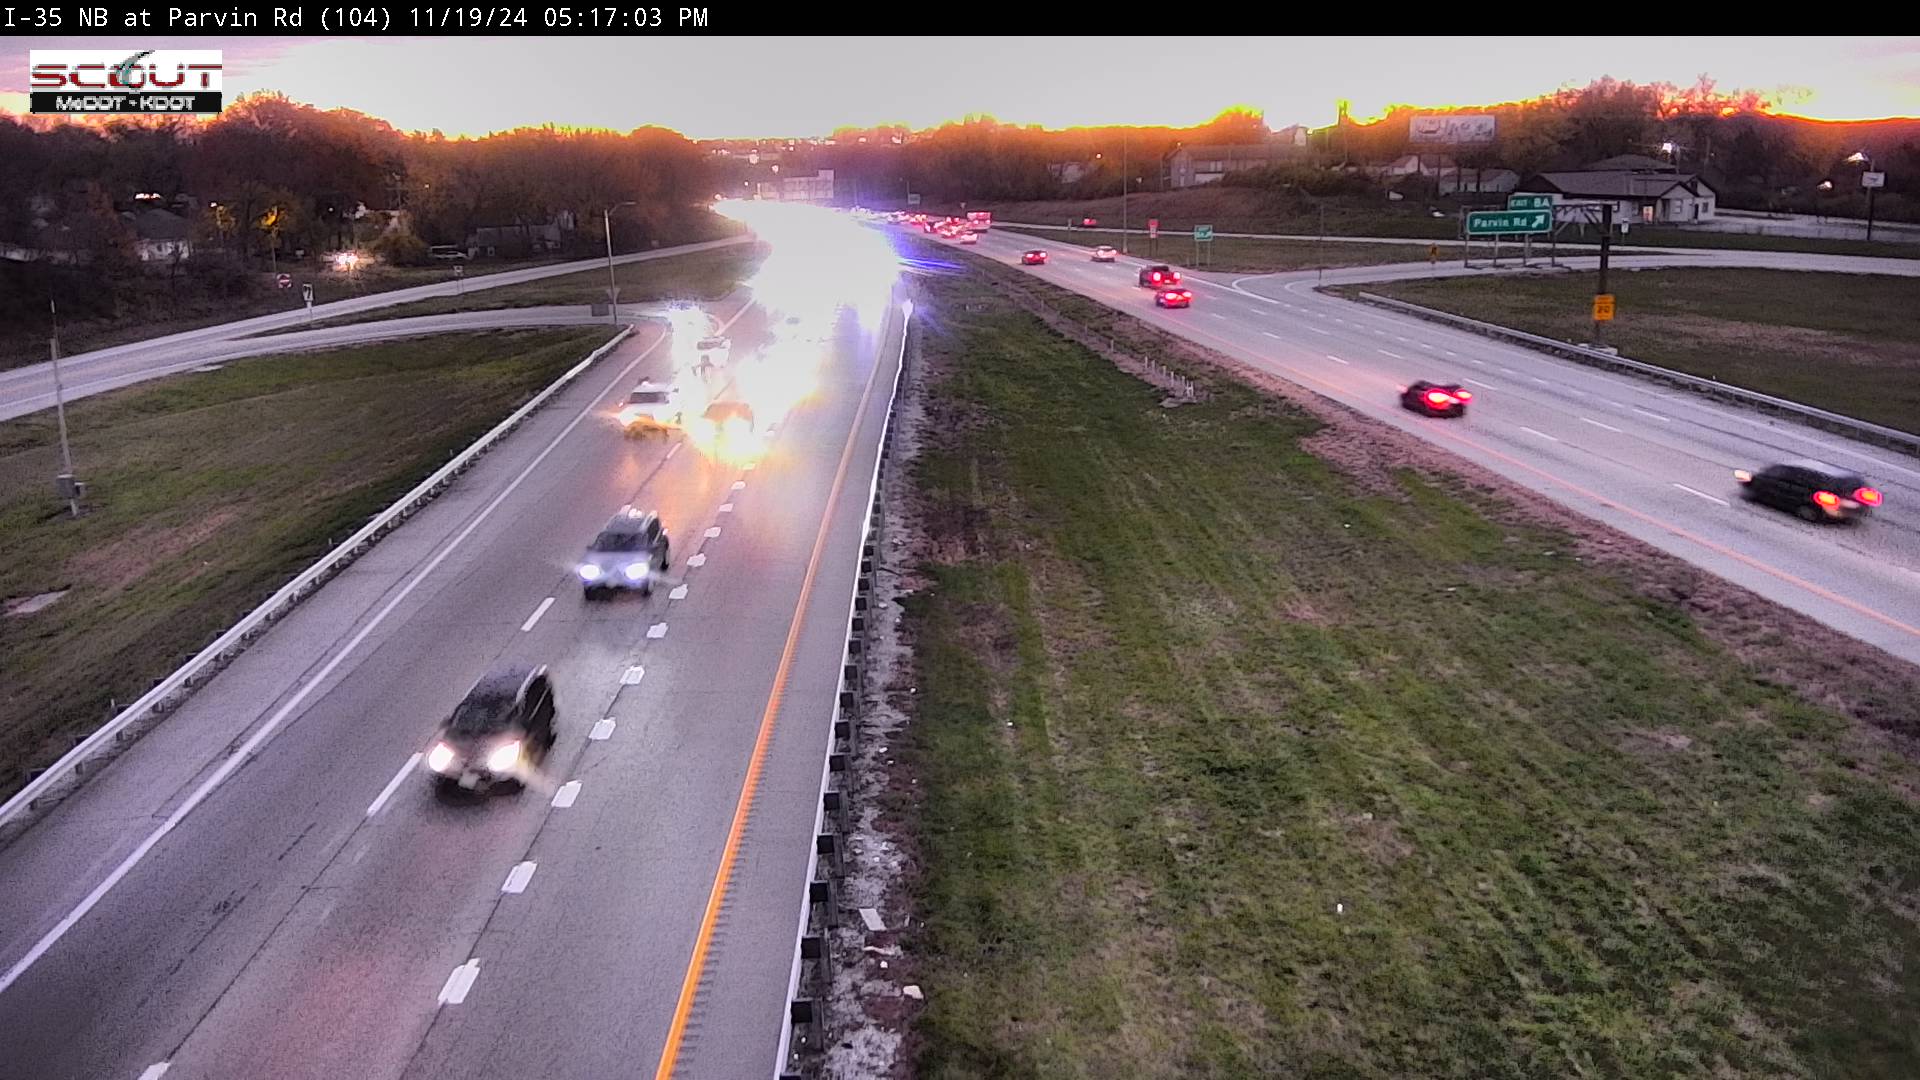 I-35 NB at Parvin Rd (104) 11/19/24 05:17:03 PM
SCOUT
MoDOT - KDOT
EXIT 8A
Parvin Rd